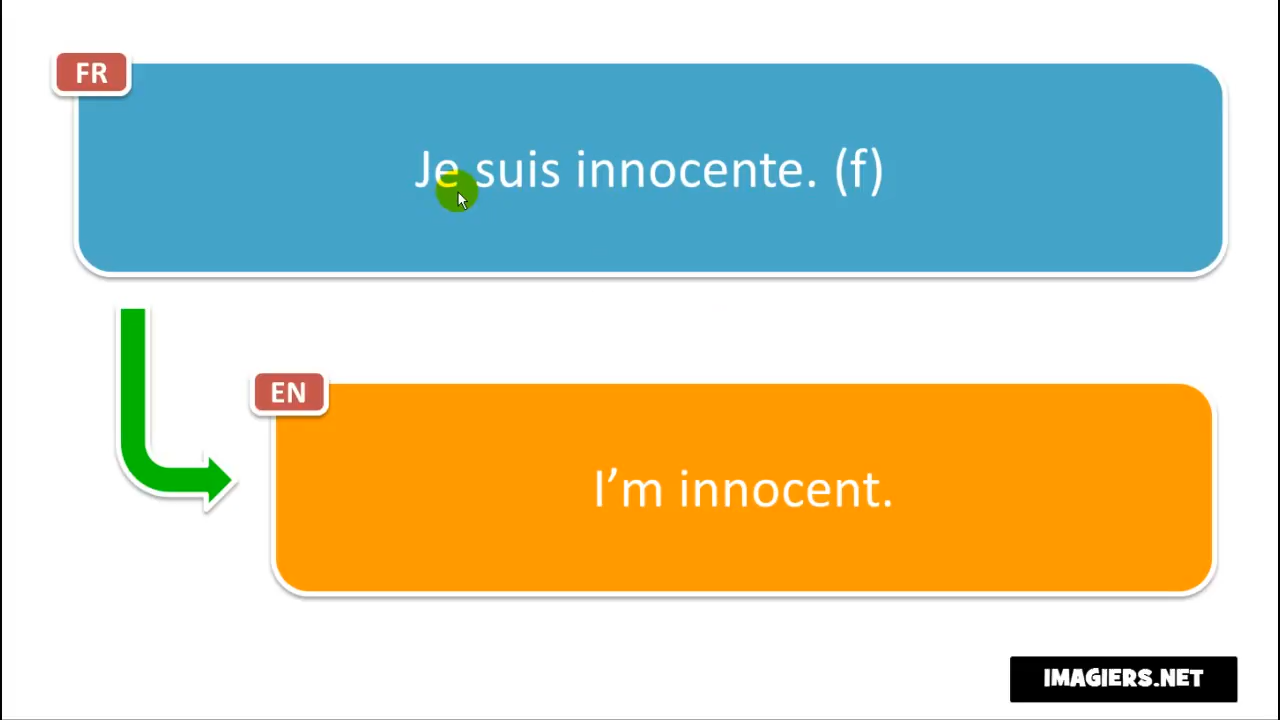 FR
Je suis innocente. (f)
EN
I’m innocent.
IMAGIERS.NET